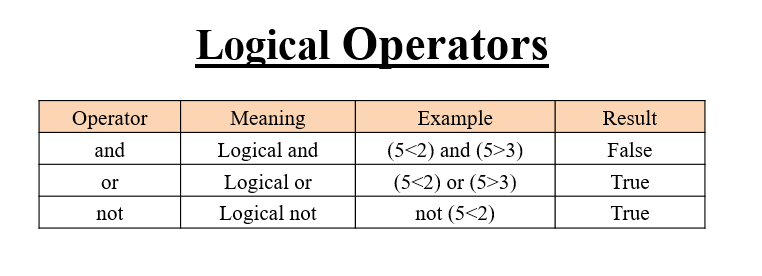 Logical Operators
Operator Meaning Example Result
and Logical and (5<2) and (5>3) False
or Logical or (5<2) or (5>3) True
not Logical not not (5<2) True